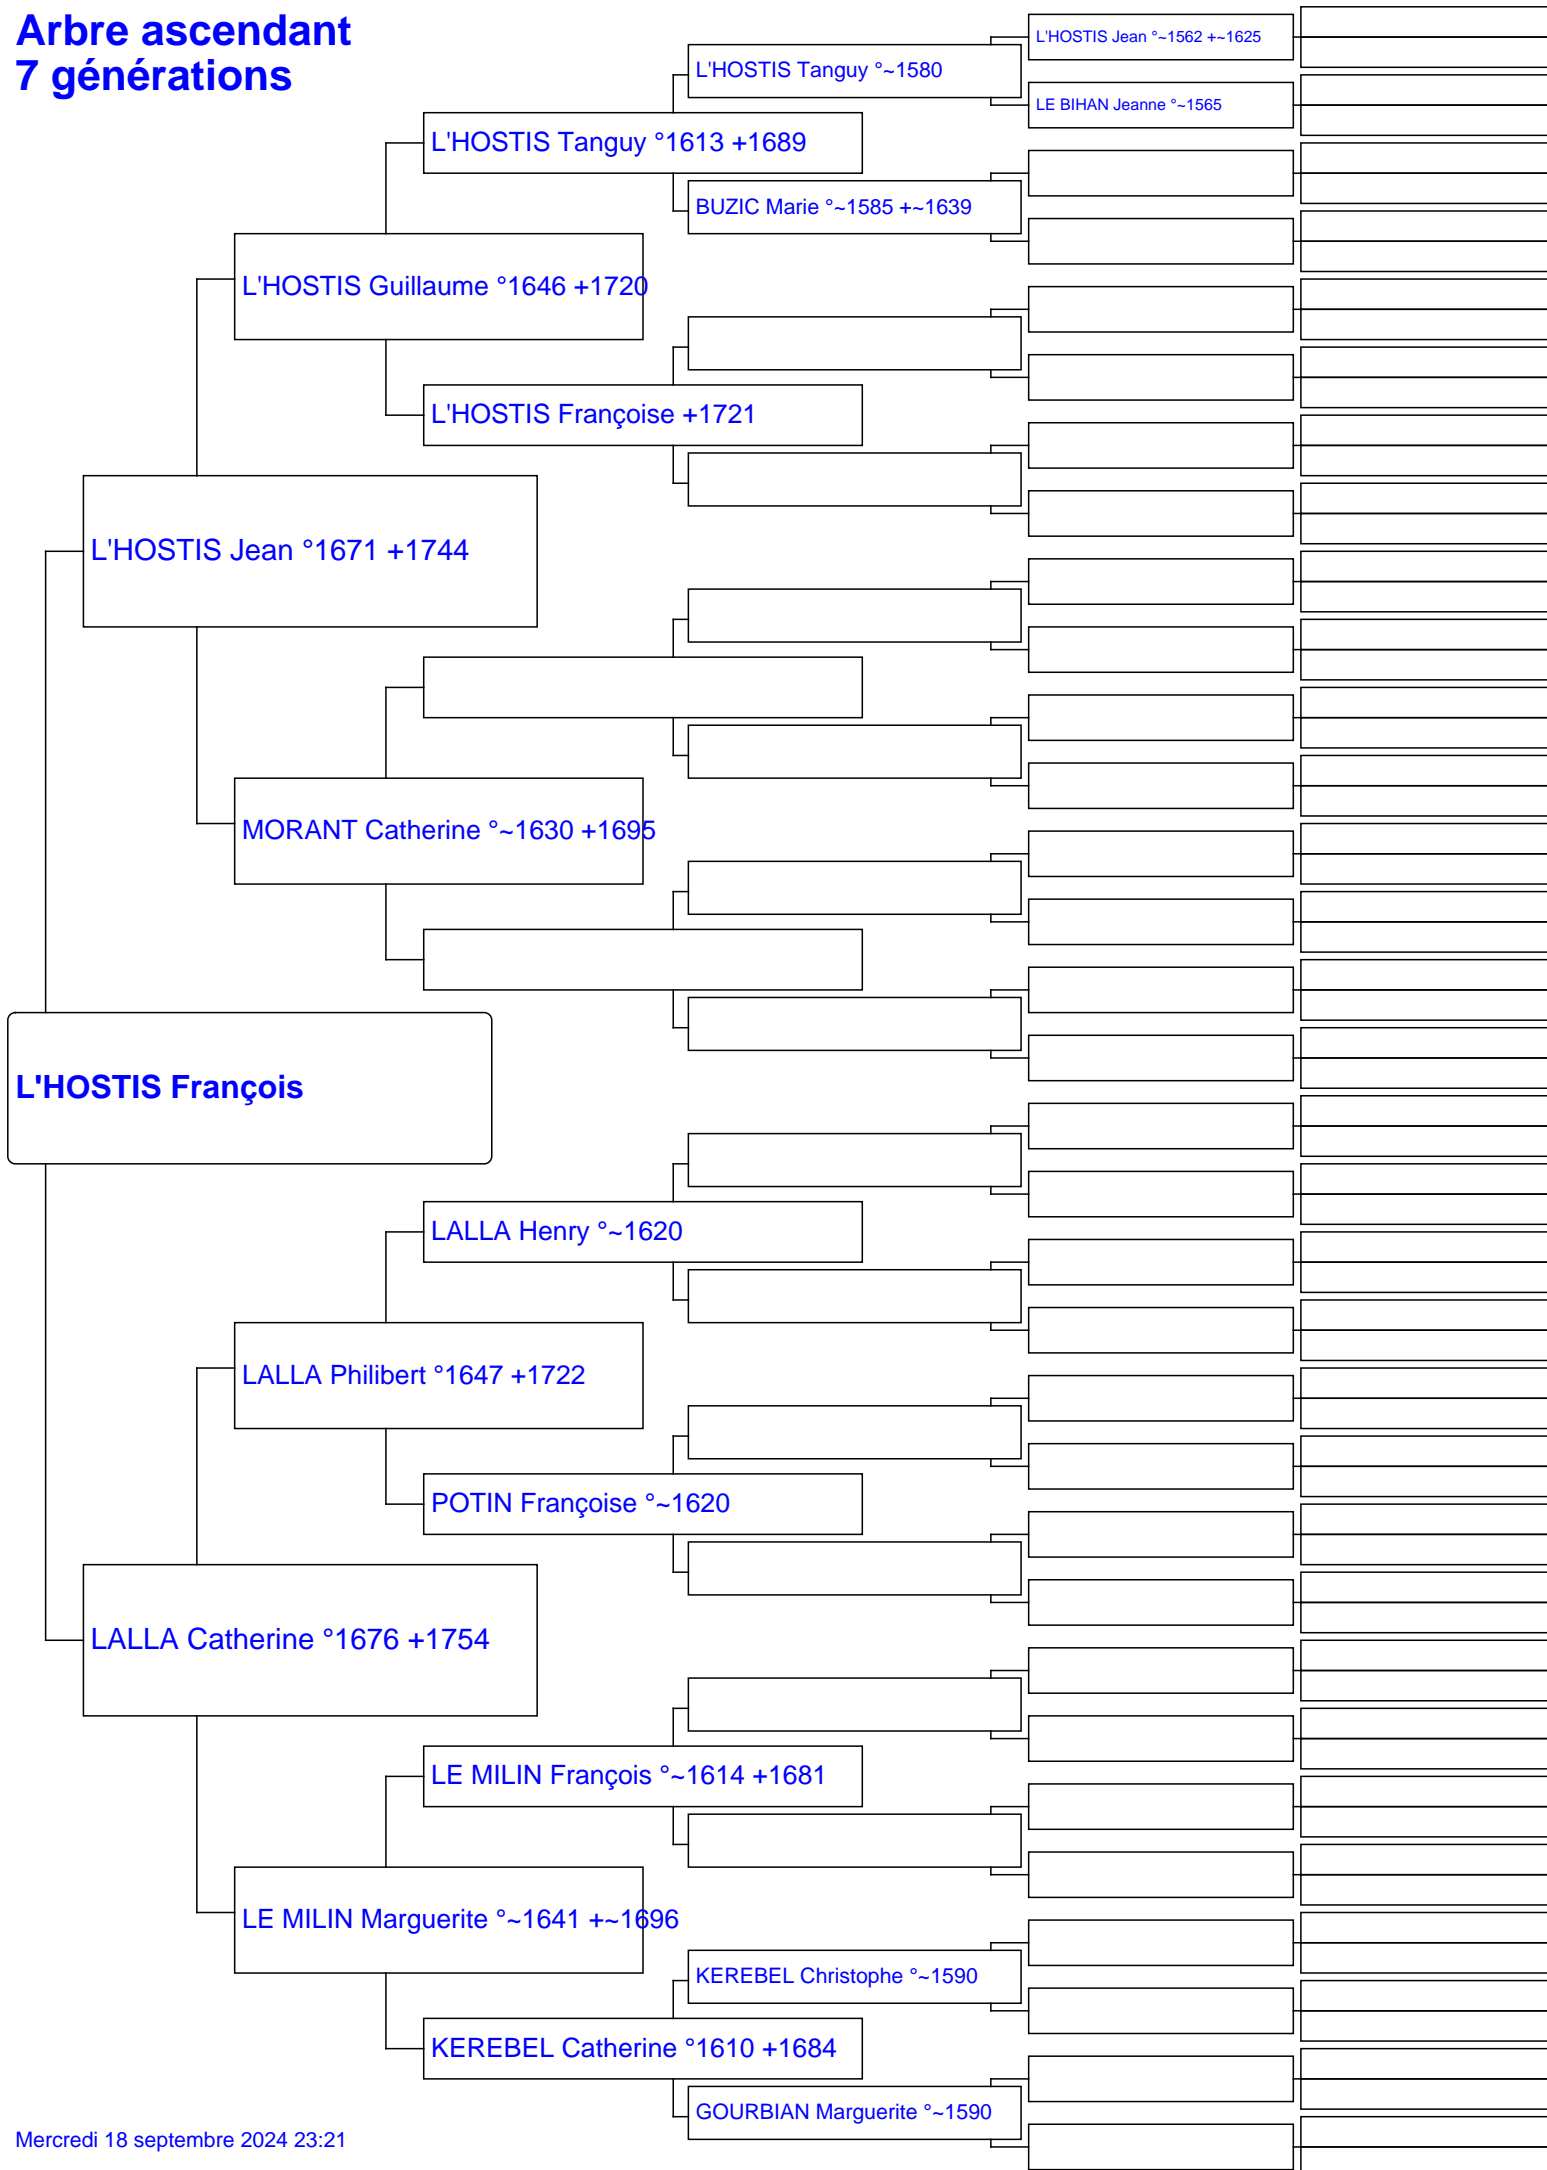 Arbre ascendant
7 générations
L'HOSTIS Jean °~1562 +~1625
L'HOSTIS Tanguy °~1580
LE BIHAN Jeanne °~1565
L'HOSTIS Tanguy °1613 +1689
BUZIC Marie °~1585 +~1639
L'HOSTIS Guillaume °1646 +1720
L'HOSTIS Françoise +1721
L'HOSTIS Jean °1671 +1744
MORANT Catherine °~1630 +1695
L'HOSTIS François
LALLA Henry °~1620
LALLA Philibert °1647 +1722
POTIN Françoise °~1620
LALLA Catherine °1676 +1754
LE MILIN François °~1614 +1681
LE MILIN Marguerite °~1641 +~1696
KEREBEL Christophe °~1590
KEREBEL Catherine °1610 +1684
GOURBIAN Marguerite °~1590
Mercredi 18 septembre 2024 23:21